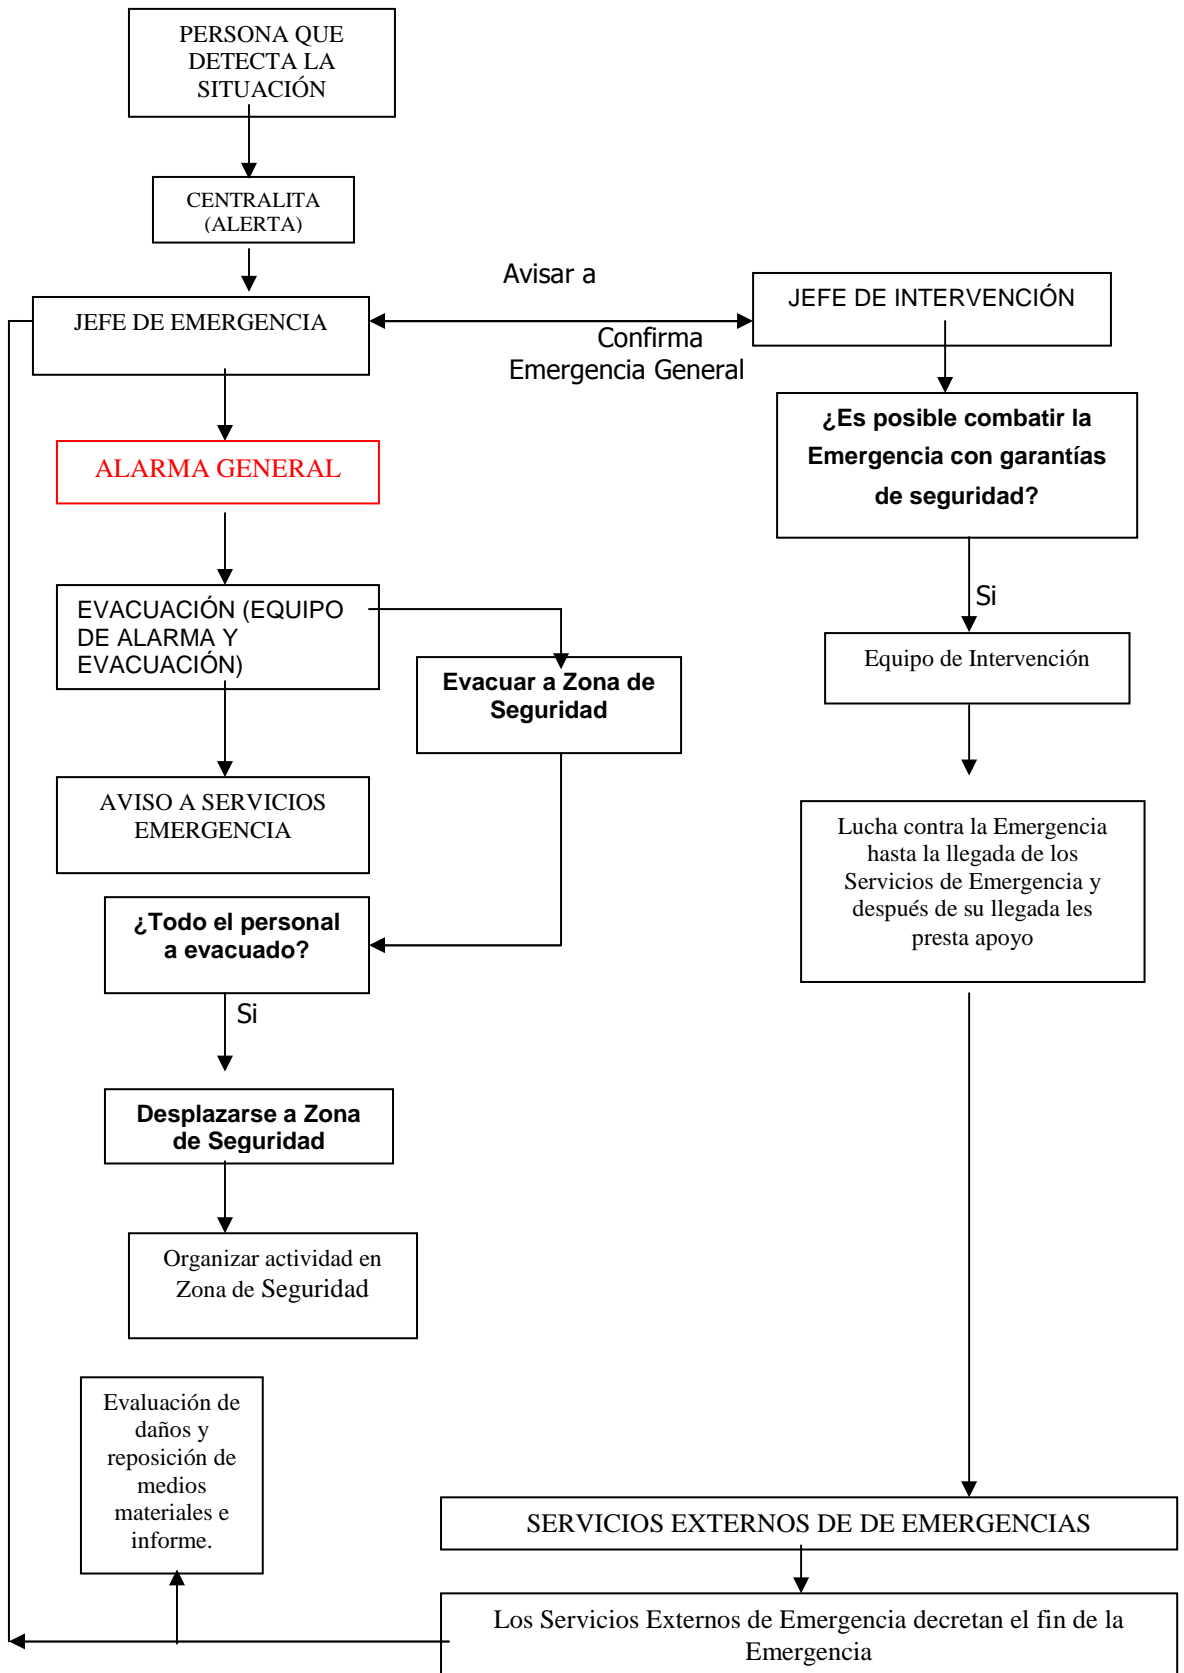 PERSONA QUE
DETECTA LA
SITUACIÓN
CENTRALITA
(ALERTA)
Avisar a
JEFE DE EMERGENCIA
JEFE DE INTERVENCIÓN
Confirma
Emergencia General
ALARMA GENERAL
¿Es posible combatir la
Emergencia con garantías
de seguridad?
Si
EVACUACIÓN (EQUIPO
DE ALARMA Y
EVACUACIÓN)
Evacuar a Zona de
Seguridad
Equipo de Intervención
AVISO A SERVICIOS
EMERGENCIA
Lucha contra la Emergencia
hasta la llegada de los
Servicios de Emergencia y
después de su llegada les
presta apoyo
¿Todo el personal
a evacuado?
Si
Desplazarse a Zona
de Seguridad
Organizar actividad en
Zona de Seguridad
Evaluación de
daños y
reposición de
medios
materiales e
informe.
SERVICIOS EXTERNOS DE DE EMERGENCIAS
Los Servicios Externos de Emergencia decretan el fin de la
Emergencia